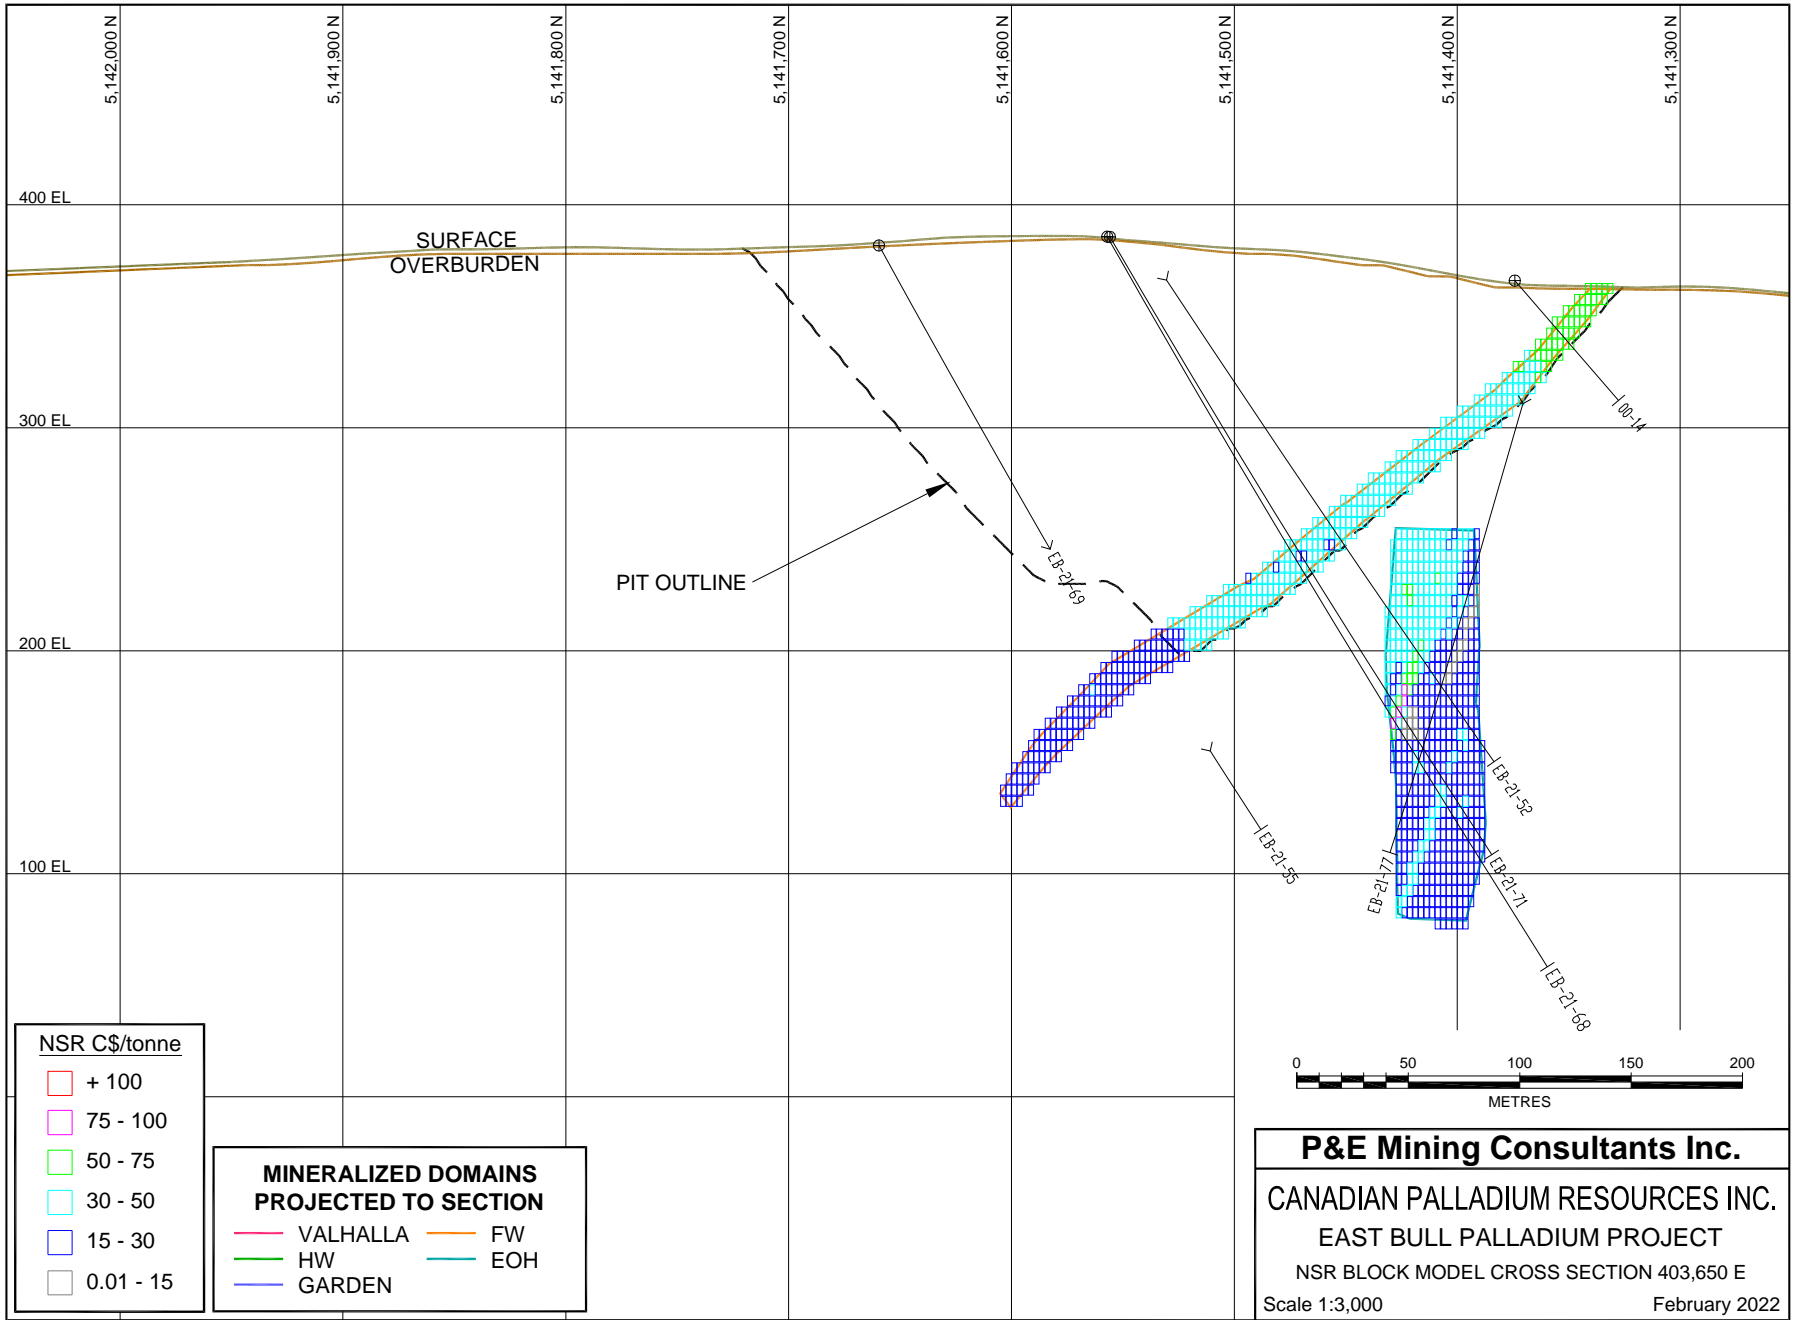 5,142,000 N
5,141,900 N
5,141,800 N
5,141,700 N
5,141,600 N
5,141,500 N
5,141,400 N
5,141,300 N
400 EL
SURFACE
OVERBURDEN
300 EL
00-14
PIT OUTLINE
EB-21-69
200 EL
EB-21-52
EB-21-55
EB-21-77
EB-21-71
100 EL
EB-21-68
NSR C$/tonne
+ 100
75 - 100
50 - 75
30 - 50
15 - 30
0.01 - 15
MINERALIZED DOMAINS
PROJECTED TO SECTION
VALHALLA FW
HW EOH
GARDEN
0 50 100 150 200
METRES
P&E Mining Consultants Inc.
CANADIAN PALLADIUM RESOURCES INC.
EAST BULL PALLADIUM PROJECT
NSR BLOCK MODEL CROSS SECTION 403,650 E
Scale 1:3,000 February 2022